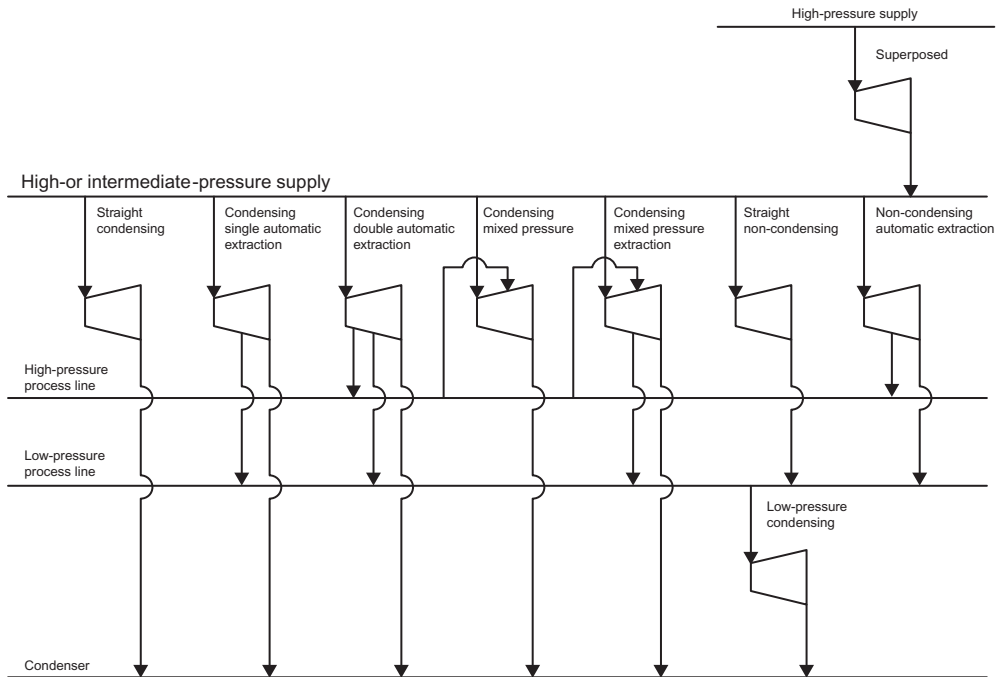 High-pressure supply
Superposed
High-or intermediate-pressure supply
Straight
condensing
Condensing
single automatic
extraction
Condensing
double automatic
extraction
Condensing
mixed pressure
Condensing
mixed pressure
extraction
Straight
non-condensing
Non-condensing
automatic extraction
High-pressure
process line
Low-pressure
process line
Low-pressure
condensing
Condenser